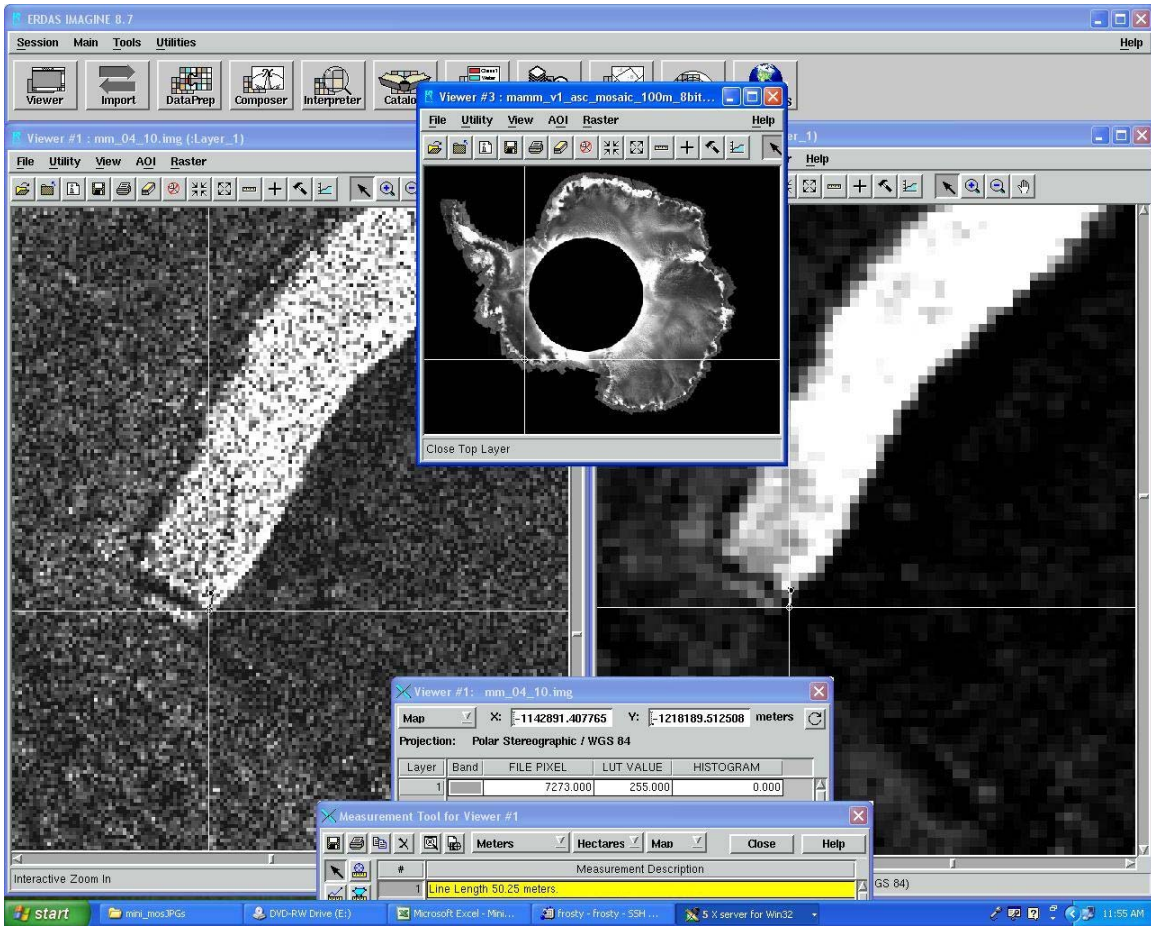 ERDAS IMAGINE 8.7
Session Main Tools Utilities Help
Viewer Import DataPrep Composer Interpreter
Viewer #3 : mamm_v1_asc_mosaic_100m_8bit...
File Utility View AOI Raster Help
Close Top Layer
Viewer #1 : mm_04_10.img (:Layer_1)
File Utility View AOI Raster
Help
Viewer #1: mm_04_10.img
Map X: -1142891.407765 Y: -1218189.512508 meters
Projection: Polar Stereographic / WGS 84
Layer Band FILE PIXEL LUT VALUE HISTOGRAM
1 7273.000 255.000 0.000
Measurement Tool for Viewer #1
Meters Hectares Map Close Help
# Measurement Description
1 Line Length 50.25 meters.
Interactive Zoom In
GS 84)
start mini_mosJPGs DVD-RW Drive (E:) Microsoft Excel - Mini... frosty - frosty - SSH ... 5 X server for Win32 11:55 AM